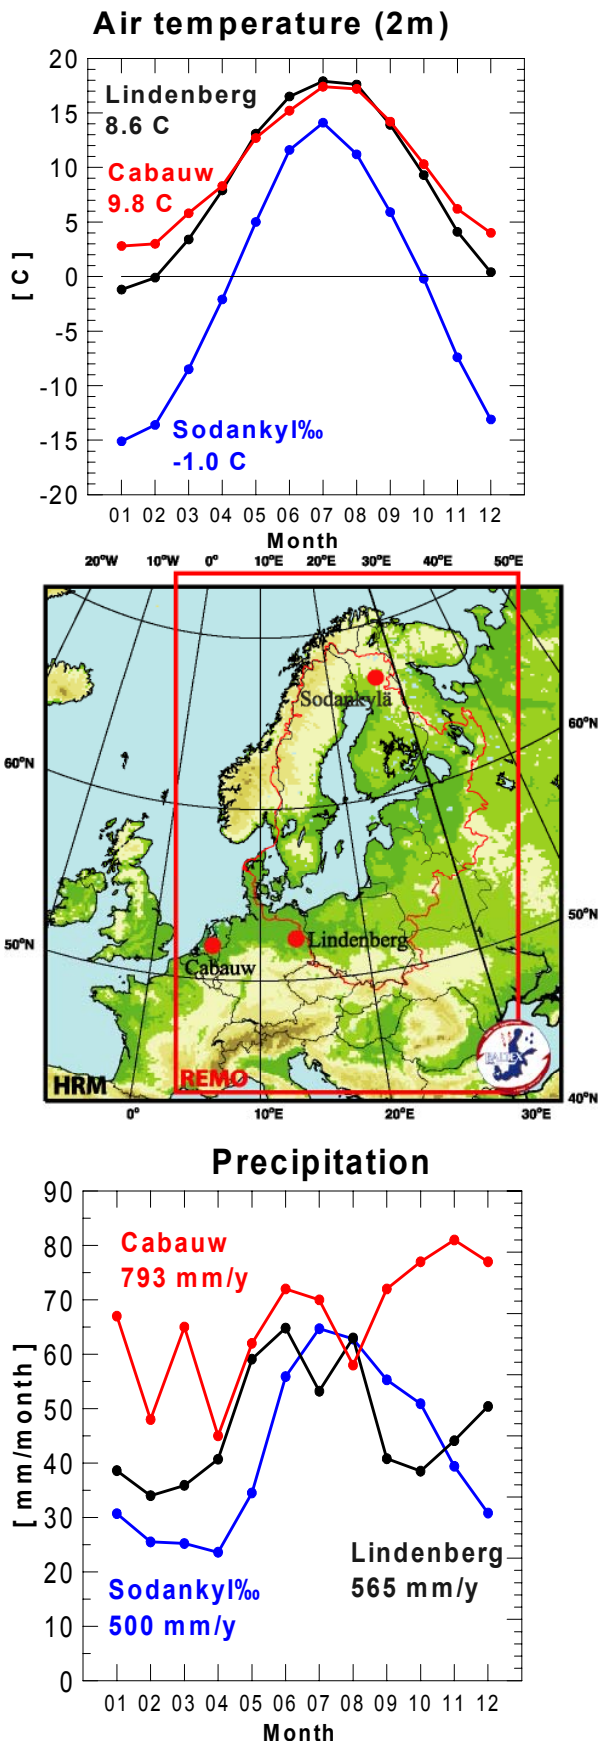 Air temperature (2m)
20
15
10
5
0
-5
-10
-15
-20
[ C ]
Lindenberg
8.6 C
Cabauw
9.8 C
Sodankyl‰
-1.0 C
01 02 03 04 05 06 07 08 09 10 11 12
Month
20°W 10°W 0° 10°E 20°E 30°E 40°E 50°E
Sodankylä
60°N
60°N
50°N
50°N
Lindenberg
Cabauw
BALTEX
HRM
REMO
40°N
0° 10°E 20°E 30°E
Precipitation
90
80
70
60
50
40
30
20
10
0
[ mm/month]
Cabauw
793 mm/y
Lindenberg
565 mm/y
Sodankyl‰
500 mm/y
01 02 03 04 05 06 07 08 09 10 11 12
Month